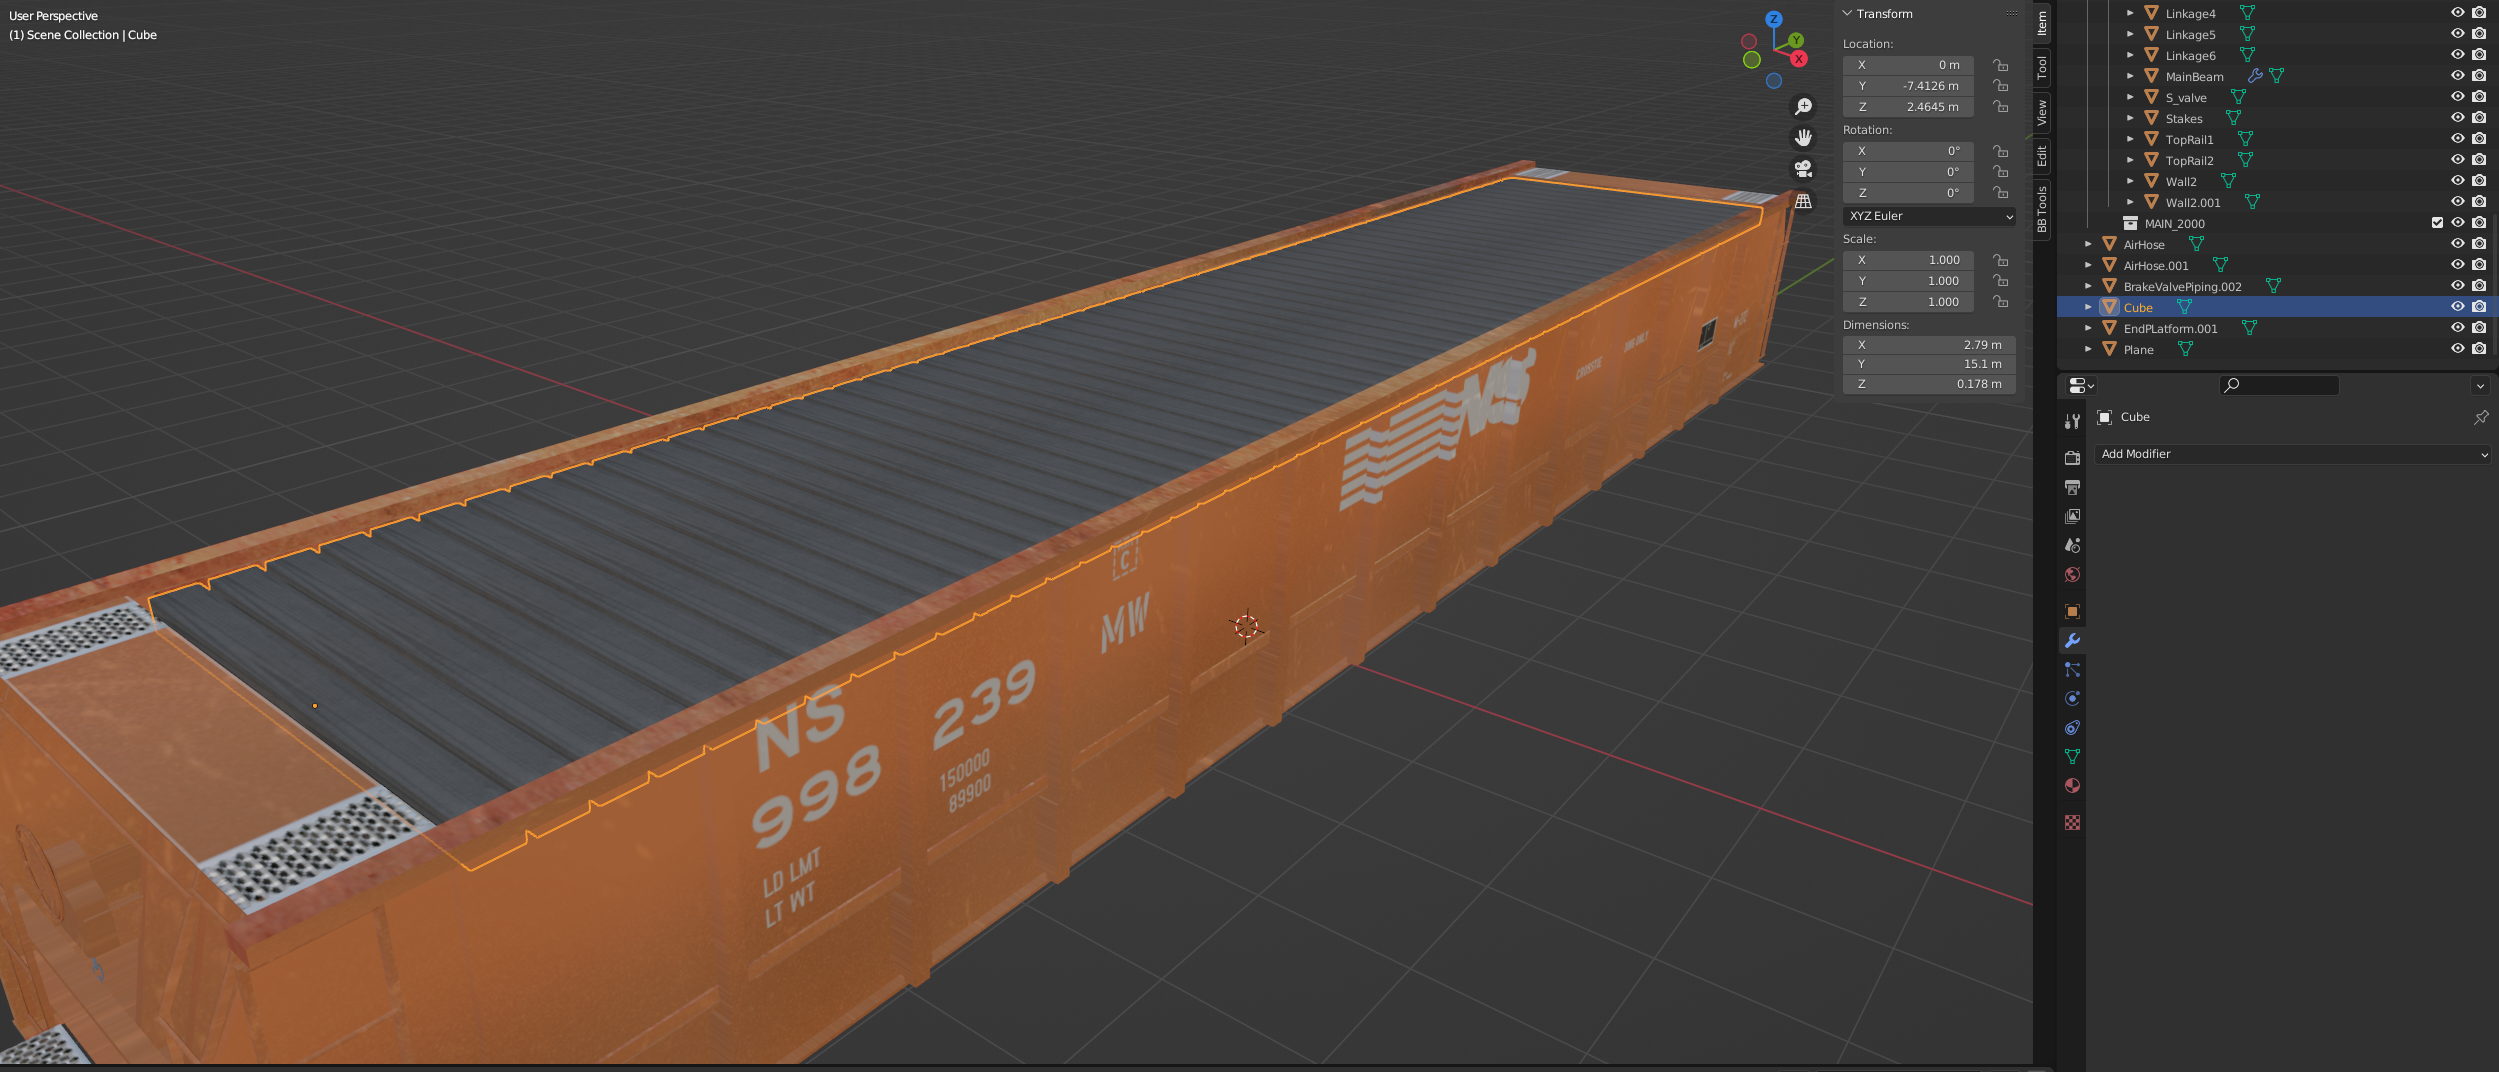 User Perspective
(1) Scene Collection | Cube
Z
Y
X
Transform
Location:
X 0 m
Y -7.4126 m
Z 2.4645 m
Rotation:
X 0°
Y 0°
Z 0°
XYZ Euler
Scale:
X 1.000
Y 1.000
Z 1.000
Dimensions:
X 2.79 m
Y 15.1 m
Z 0.178 m
Item
Tool
View
Edit
BB Tools
Linkage4
Linkage5
Linkage6
MainBeam
S_valve
Stakes
TopRail1
TopRail2
Wall2
Wall2.001
MAIN_2000
AirHose
AirHose.001
BrakeValvePiping.002
Cube
EndPLatform.001
Plane
Cube
Add Modifier
NS
CROSSTIE
C
MW
NS
239
998
150000
89900
LD LMT
LT WT